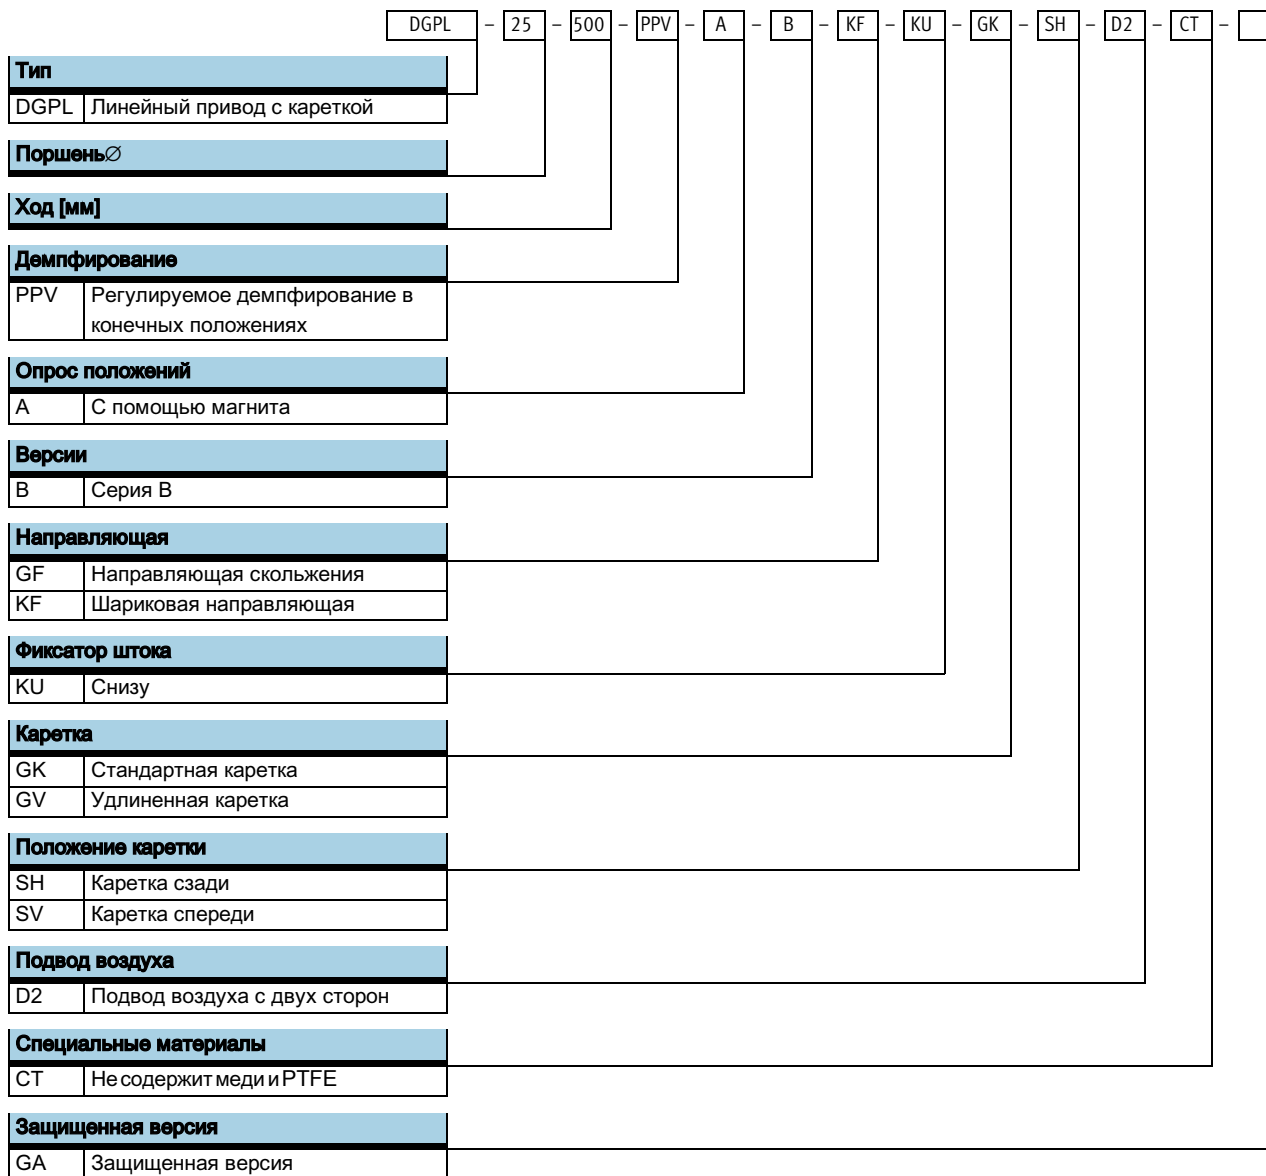 DGPL – 25 – 500 – PPV – A – B – KF – KU – GK – SH – D2 – CT –
Тип
DGPL Линейный привод с кареткой
Поршень∅
Ход [мм]
Демпфирование
PPV Регулируемое демпфирование в
конечных положениях
Опрос положений
A С помощью магнита
Версии
B Серия B
Направляющая
GF Направляющая скольжения
KF Шариковая направляющая
Фиксатор штока
KU Снизу
Каретка
GK Стандартная каретка
GV Удлиненная каретка
Положение каретки
SH Каретка сзади
SV Каретка спереди
Подвод воздуха
D2 Подвод воздуха с двух сторон
Специальные материалы
CT Не содержит меди и PTFE
Защищенная версия
GA Защищенная версия